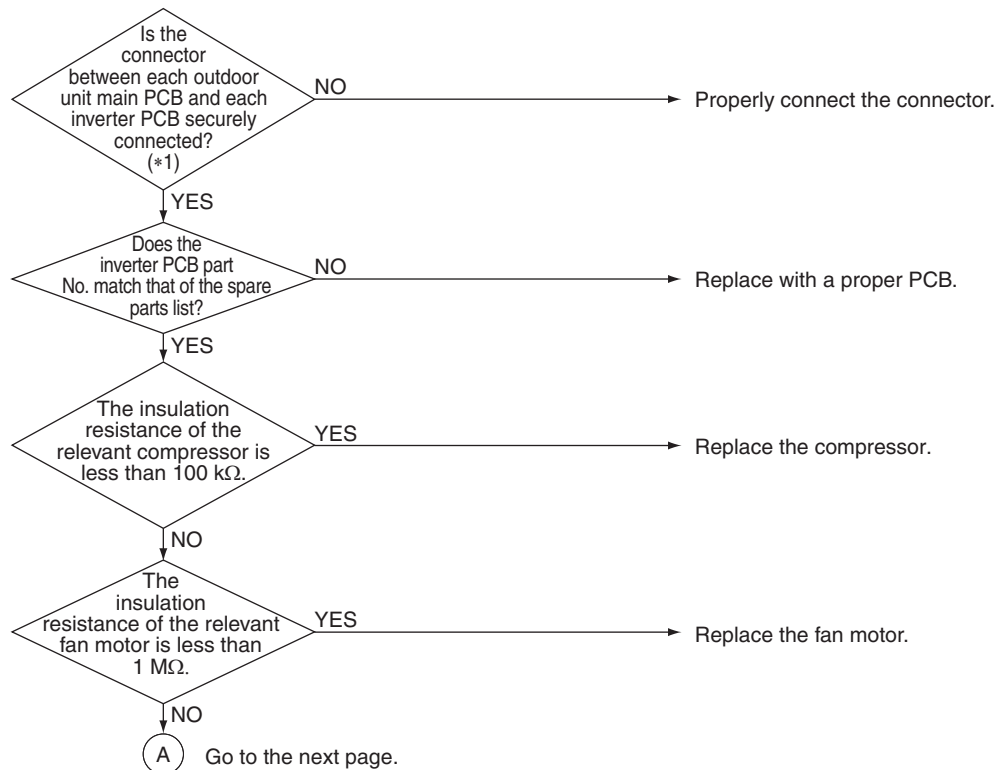 Is the
connector
between each outdoor
unit main PCB and each
inverter PCB securely
connected?
(*1)
NO
Properly connect the connector.
YES
Does the
inverter PCB part
No. match that of the spare
parts list?
NO
Replace with a proper PCB.
YES
The insulation
resistance of the
relevant compressor is
less than 100 kΩ.
YES
Replace the compressor.
NO
The
insulation
resistance of the relevant
fan motor is less than
1 MΩ.
YES
Replace the fan motor.
NO
A
Go to the next page.